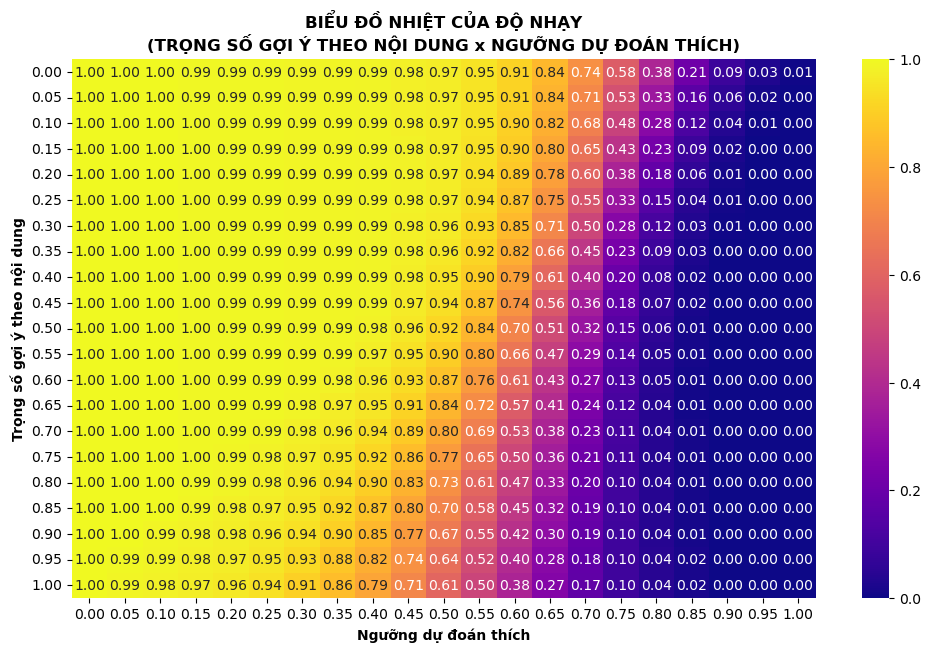 BIỂU ĐỒ NHIỆT CỦA ĐỘ NHẠY
(TRỌNG SỐ GỢI Ý THEO NỘI DUNG x NGƯỠNG DỰ ĐOÁN THÍCH)
Trọng số gợi ý theo nội dung
0.00 1.00 1.00 1.00 0.99 0.99 0.99 0.99 0.99 0.99 0.98 0.97 0.95 0.91 0.84 0.74 0.58 0.38 0.21 0.09 0.03 0.01
0.05 1.00 1.00 0.99 0.99 0.99 0.99 0.99 0.99 0.99 0.98 0.97 0.95 0.91 0.84 0.71 0.53 0.33 0.16 0.06 0.02 0.00
0.10 1.00 1.00 1.00 0.99 0.99 0.99 0.99 0.99 0.99 0.98 0.97 0.95 0.90 0.82 0.68 0.48 0.28 0.12 0.04 0.01 0.00
0.15 1.00 1.00 1.00 0.99 0.99 0.99 0.99 0.99 0.99 0.98 0.97 0.95 0.90 0.80 0.65 0.43 0.23 0.09 0.02 0.00 0.00
0.20 1.00 1.00 1.00 0.99 0.99 0.99 0.99 0.99 0.99 0.98 0.97 0.94 0.89 0.78 0.60 0.38 0.18 0.06 0.01 0.00 0.00
0.25 1.00 1.00 1.00 0.99 0.99 0.99 0.99 0.99 0.99 0.98 0.97 0.94 0.87 0.75 0.55 0.33 0.15 0.04 0.01 0.00 0.00
0.30 1.00 1.00 1.00 0.99 0.99 0.99 0.99 0.99 0.99 0.98 0.96 0.93 0.85 0.71 0.50 0.28 0.12 0.03 0.01 0.00 0.00
0.35 1.00 1.00 1.00 0.99 0.99 0.99 0.99 0.99 0.99 0.98 0.96 0.92 0.82 0.66 0.45 0.23 0.09 0.03 0.00 0.00 0.00
0.40 1.00 1.00 1.00 0.99 0.99 0.99 0.99 0.99 0.99 0.98 0.95 0.90 0.79 0.61 0.40 0.20 0.08 0.02 0.00 0.00 0.00
0.45 1.00 1.00 1.00 0.99 0.99 0.99 0.99 0.99 0.99 0.97 0.94 0.87 0.74 0.56 0.36 0.18 0.07 0.02 0.00 0.00 0.00
0.50 1.00 1.00 1.00 1.00 0.99 0.99 0.99 0.99 0.98 0.96 0.92 0.84 0.70 0.51 0.32 0.15 0.06 0.01 0.00 0.00 0.00
0.55 1.00 1.00 1.00 1.00 0.99 0.99 0.99 0.99 0.97 0.95 0.90 0.80 0.66 0.47 0.29 0.14 0.05 0.01 0.00 0.00 0.00
0.60 1.00 1.00 1.00 1.00 0.99 0.99 0.99 0.98 0.96 0.93 0.87 0.76 0.61 0.43 0.27 0.13 0.05 0.01 0.00 0.00 0.00
0.65 1.00 1.00 1.00 1.00 0.99 0.99 0.98 0.97 0.95 0.91 0.84 0.72 0.57 0.41 0.24 0.12 0.04 0.01 0.00 0.00 0.00
0.70 1.00 1.00 1.00 1.00 0.99 0.99 0.98 0.96 0.94 0.89 0.80 0.69 0.53 0.38 0.23 0.11 0.04 0.01 0.00 0.00 0.00
0.75 1.00 1.00 1.00 1.00 0.99 0.98 0.97 0.95 0.92 0.86 0.77 0.65 0.50 0.36 0.21 0.11 0.04 0.01 0.00 0.00 0.00
0.80 1.00 1.00 1.00 0.99 0.99 0.98 0.96 0.94 0.90 0.83 0.73 0.61 0.47 0.33 0.20 0.10 0.04 0.01 0.00 0.00 0.00
0.85 1.00 1.00 1.00 0.99 0.98 0.97 0.95 0.92 0.87 0.80 0.70 0.58 0.45 0.32 0.19 0.10 0.04 0.01 0.00 0.00 0.00
0.90 1.00 1.00 0.99 0.98 0.98 0.96 0.94 0.90 0.85 0.77 0.67 0.55 0.42 0.30 0.19 0.10 0.04 0.01 0.00 0.00 0.00
0.95 1.00 0.99 0.99 0.98 0.97 0.95 0.93 0.88 0.82 0.74 0.64 0.52 0.40 0.28 0.18 0.10 0.04 0.02 0.00 0.00 0.00
1.00 1.00 0.99 0.98 0.97 0.96 0.94 0.91 0.86 0.79 0.71 0.61 0.50 0.38 0.27 0.17 0.10 0.04 0.02 0.00 0.00 0.00
0.00 0.05 0.10 0.15 0.20 0.25 0.30 0.35 0.40 0.45 0.50 0.55 0.60 0.65 0.70 0.75 0.80 0.85 0.90 0.95 1.00
Ngưỡng dự đoán thích
1.0
0.8
0.6
0.4
0.2
0.0